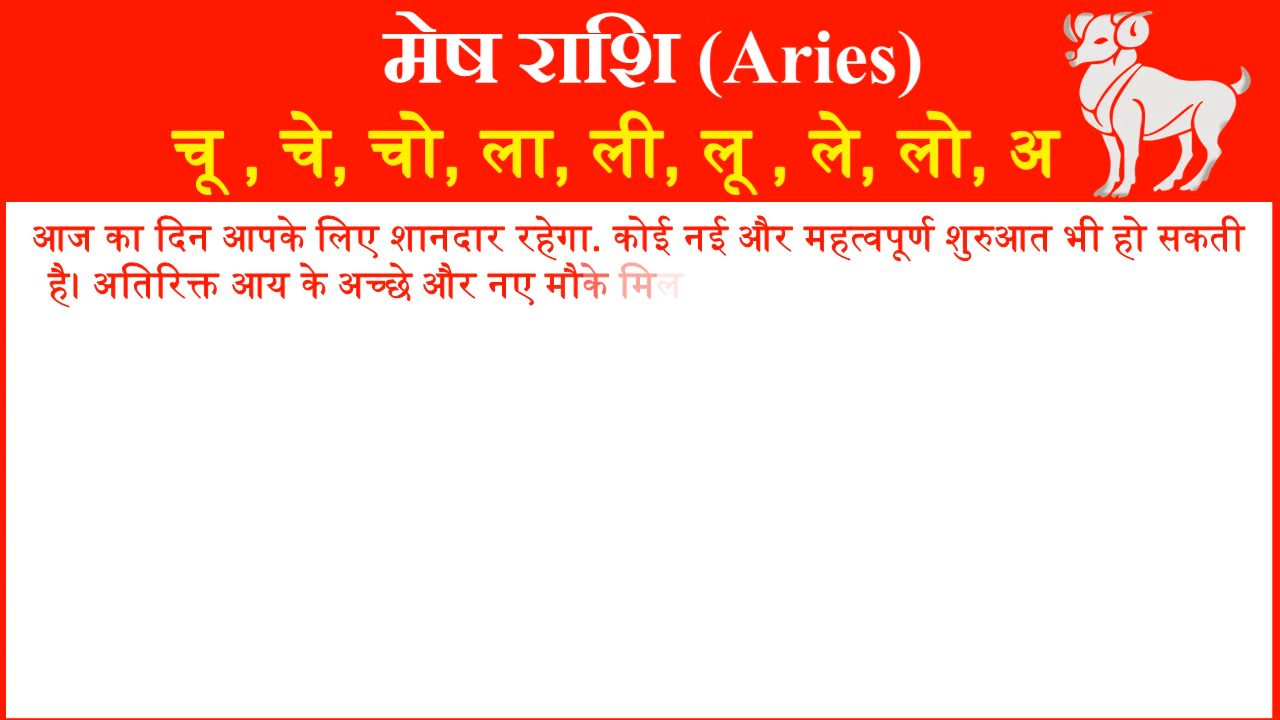 मेष राशि (Aries)
चू , चे, चो, ला, ली, लू , ले, लो, अ
आज का दिन आपके लिए शानदार रहेगा. कोई नई और महत्वपूर्ण शुरुआत भी हो सकती
है। अतिरिक्त आय के अच्छे और नए मौके मिल